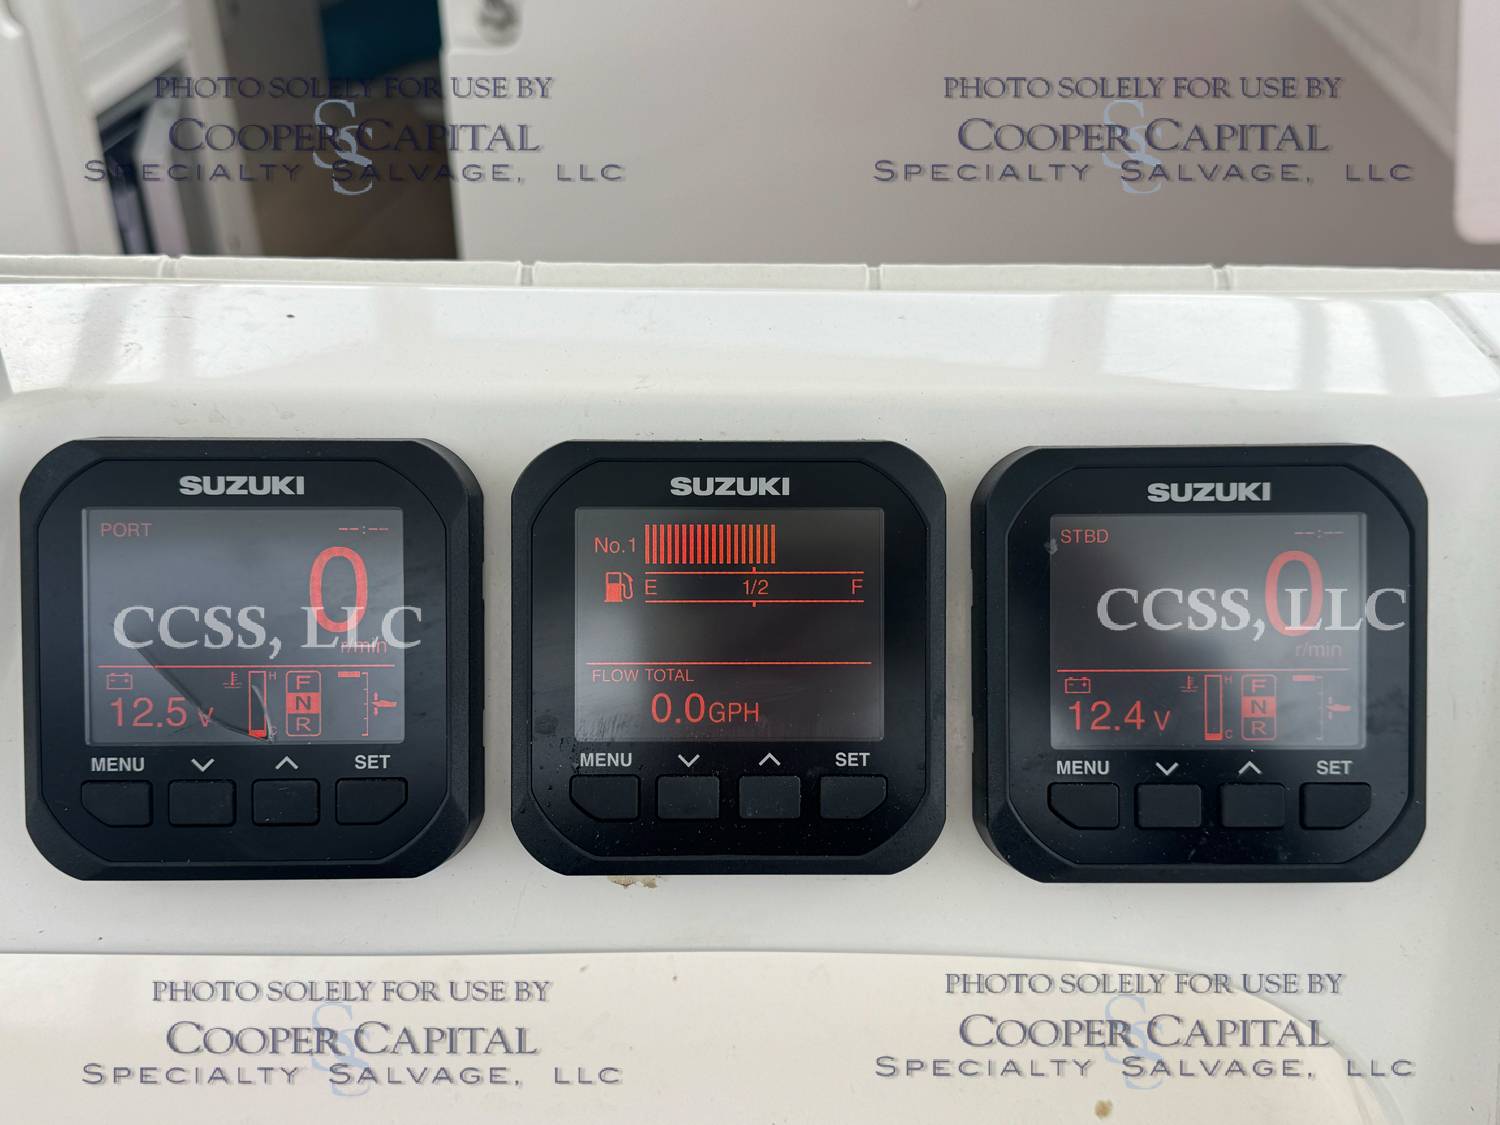 PHOTO SOLELY FOR USE BY
COOPER CAPITAL
SPECIALTY SALVAGE, LLC
PHOTO SOLELY FOR USE BY
COOPER CAPITAL
SPECIALTY SALVAGE, LLC
SUZUKI
PORT
--:--
0
r/min
CCSS, LLC
12.5 V
H
C
F
N
R
MENU
SET
SUZUKI
No.1
E 1/2 F
FLOW TOTAL
0.0 GPH
MENU
SET
SUZUKI
STBD
--:--
0
r/min
CCSS, LLC
12.4 V
H
C
F
N
R
MENU
SET
PHOTO SOLELY FOR USE BY
COOPER CAPITAL
SPECIALTY SALVAGE, LLC
PHOTO SOLELY FOR USE BY
COOPER CAPITAL
SPECIALTY SALVAGE, LLC